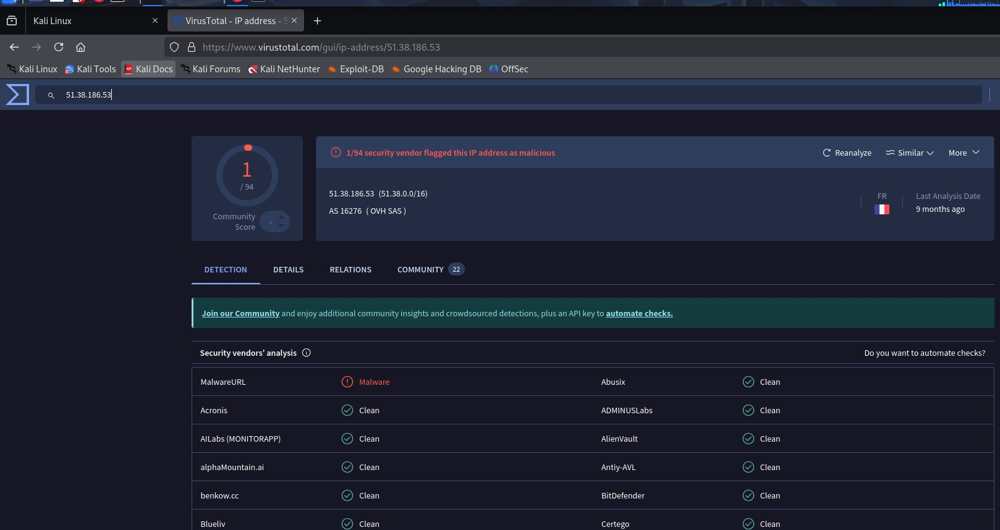 Kali Linux
VirusTotal - IP address - 5
https://www.virustotal.com/gui/ip-address/51.38.186.53
Kali Linux Kali Tools Kali Docs Kali Forums Kali NetHunter Exploit-DB Google Hacking DB OffSec
51.38.186.53
1
/ 94
Community
Score
1/94 security vendor flagged this IP address as malicious
Reanalyze Similar More
51.38.186.53 (51.38.0.0/16)
AS 16276 ( OVH SAS )
FR
Last Analysis Date
9 months ago
DETECTION DETAILS RELATIONS COMMUNITY 22
Join our Community and enjoy additional community insights and crowdsourced detections, plus an API key to automate checks.
Security vendors' analysis Do you want to automate checks?
MalwareURL Malware Abusix Clean
Acronis Clean ADMINUSLabs Clean
AILabs (MONITORAPP) Clean AlienVault Clean
alphaMountain.ai Clean Antiy-AVL Clean
benkow.cc Clean BitDefender Clean
Blueliv Clean Certego Clean